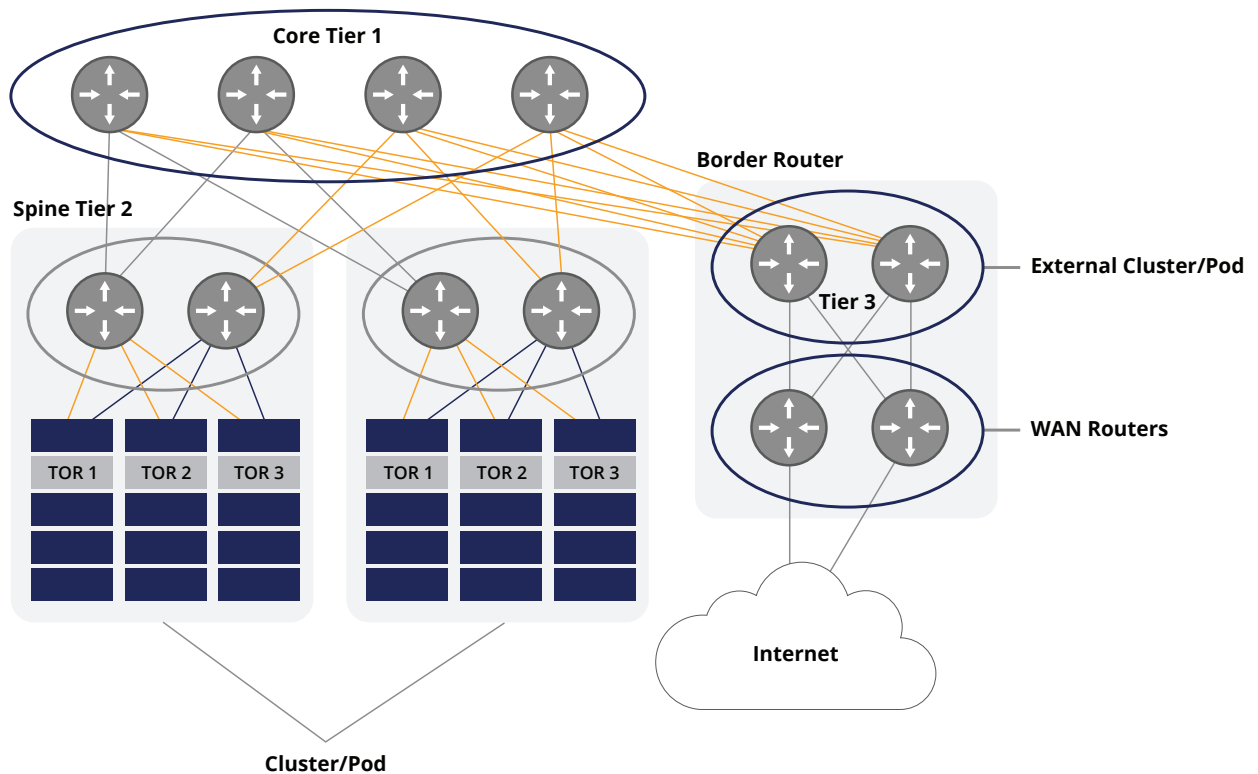 Core Tier 1
Border Router
Spine Tier 2
External Cluster/Pod
Tier 3
WAN Routers
TOR 1
TOR 2
TOR 3
TOR 1
TOR 2
TOR 3
Internet
Cluster/Pod